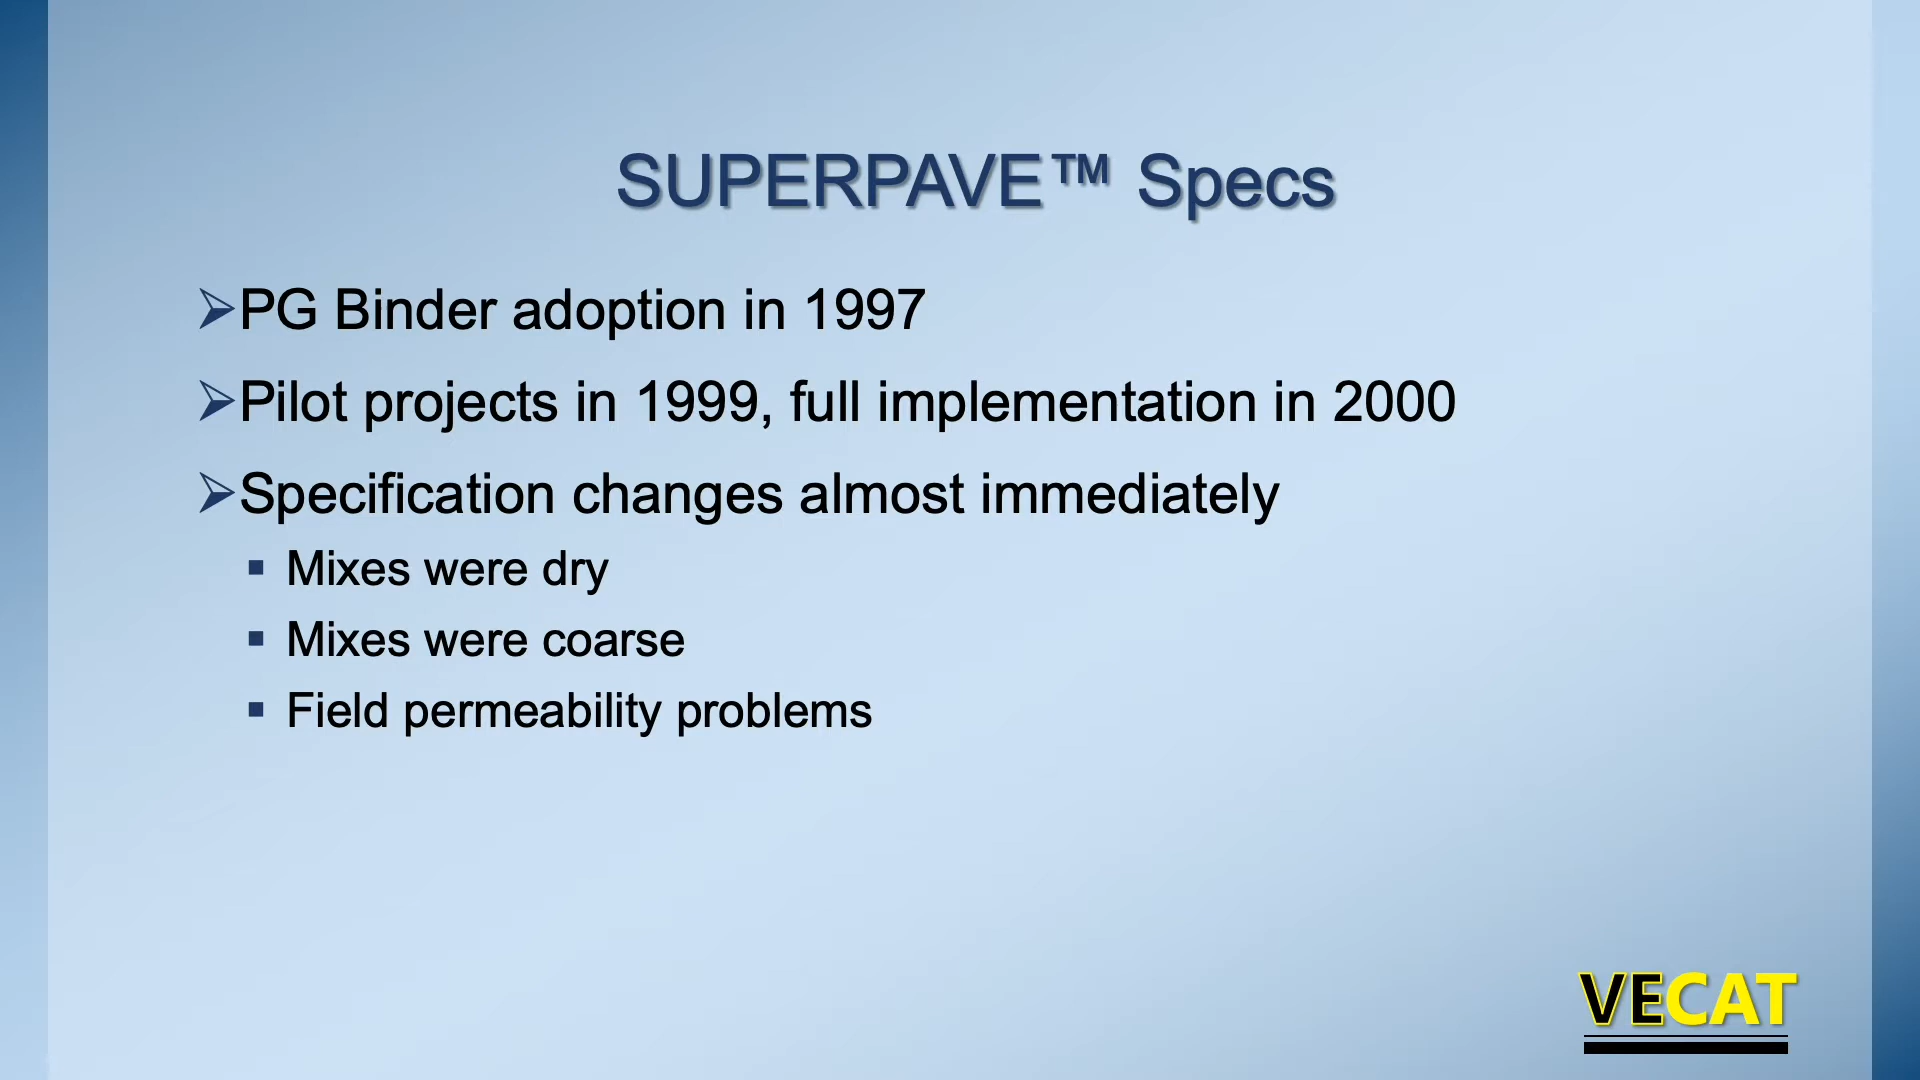 SUPERPAVE™ Specs
PG Binder adoption in 1997
Pilot projects in 1999, full implementation in 2000
Specification changes almost immediately
Mixes were dry
Mixes were coarse
Field permeability problems
VECAT